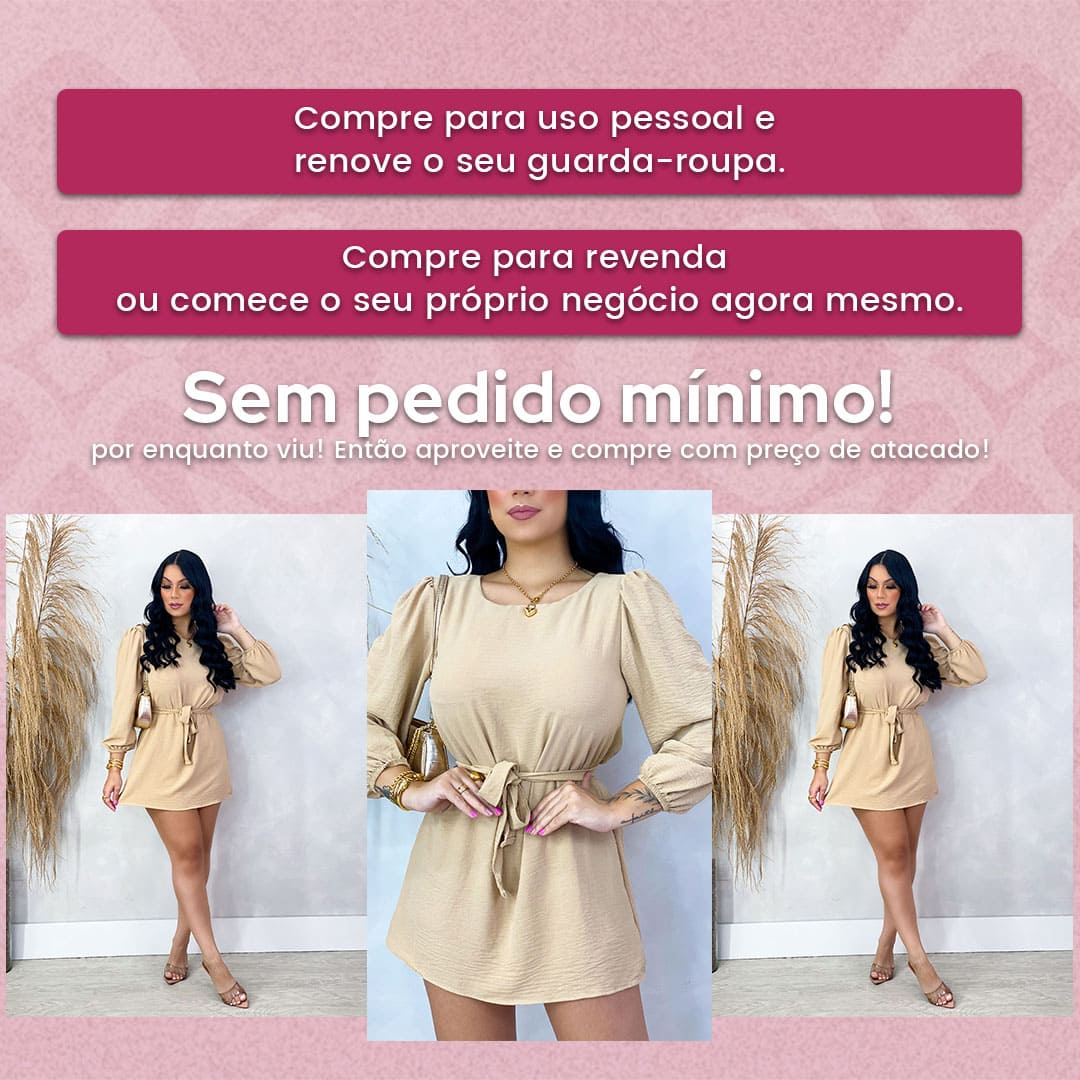 Compre para uso pessoal e
renove o seu guarda-roupa.
Compre para revenda
ou comece o seu próprio negócio agora mesmo.
Sem pedido mínimo!
por enquanto viu! Então aproveite e compre com preço de atacado!